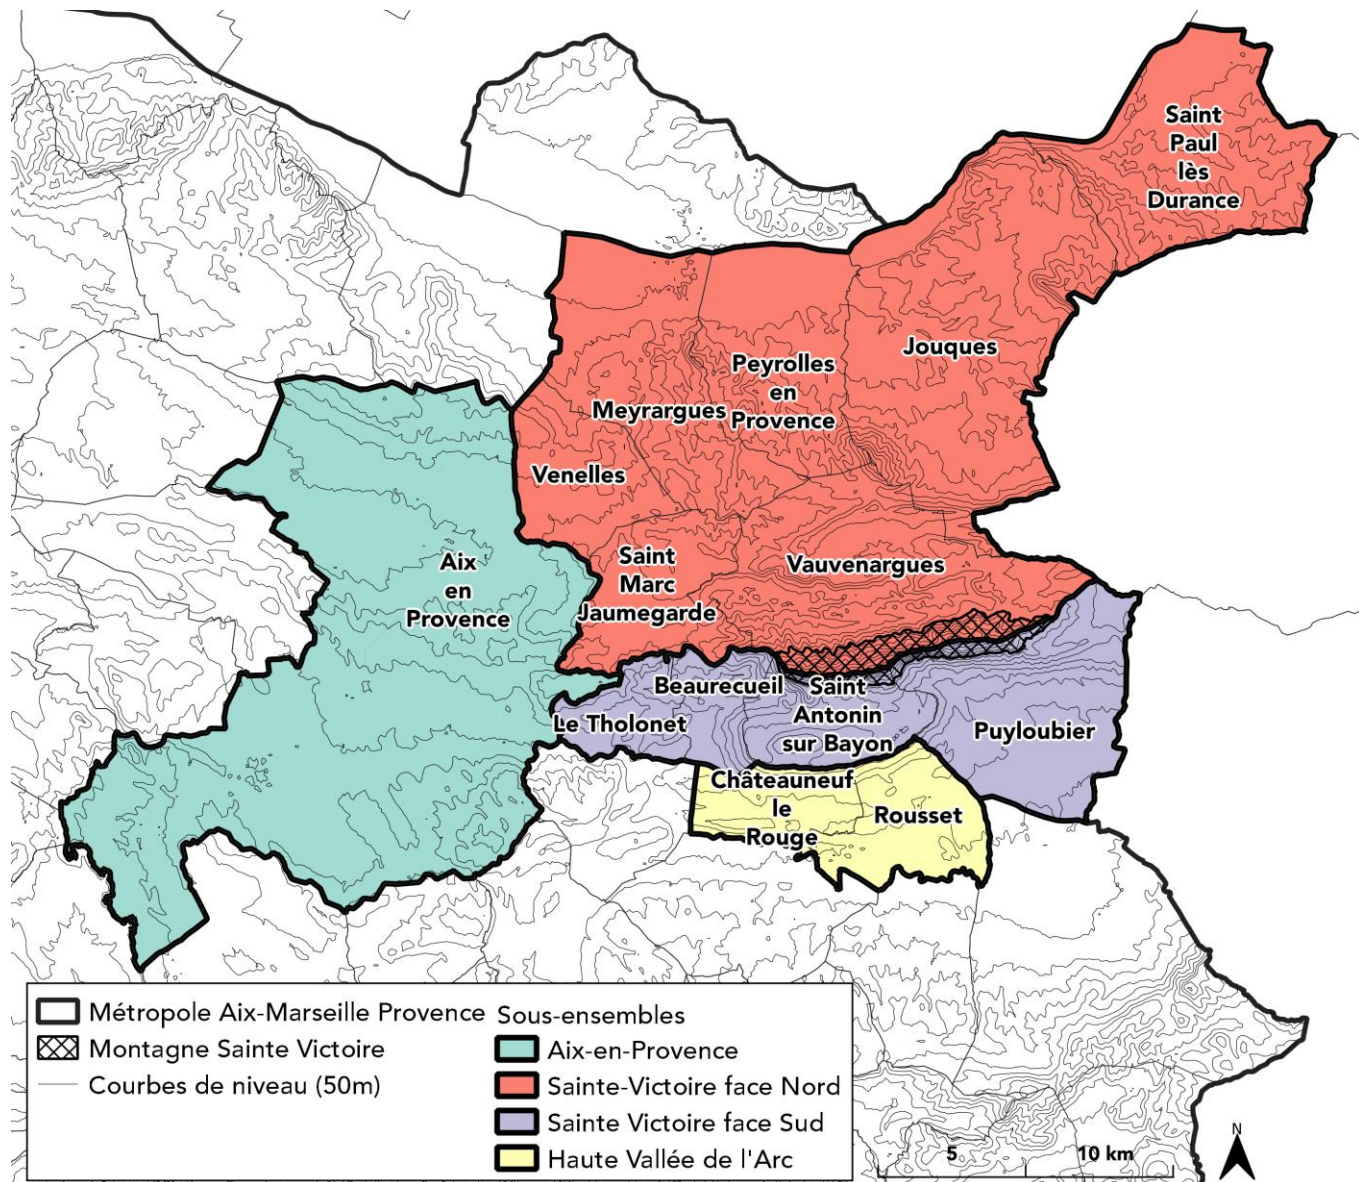 Saint
Paul
lès
Durance
Jouques
Peyrolles
en
Provence
Meyrargues
Venelles
Aix
en
Provence
Saint
Marc
Jaumegarde
Vauvenargues
Beaurecueil
Saint
Antonin
sur Bayon
Le Tholonet
Puyloubier
Châteauneuf
le
Rouge
Rousset
Métropole Aix-Marseille Provence
Montagne Sainte Victoire
Courbes de niveau (50m)
Sous-ensembles
Aix-en-Provence
Sainte-Victoire face Nord
Sainte Victoire face Sud
Haute Vallée de l'Arc
5
10 km
N